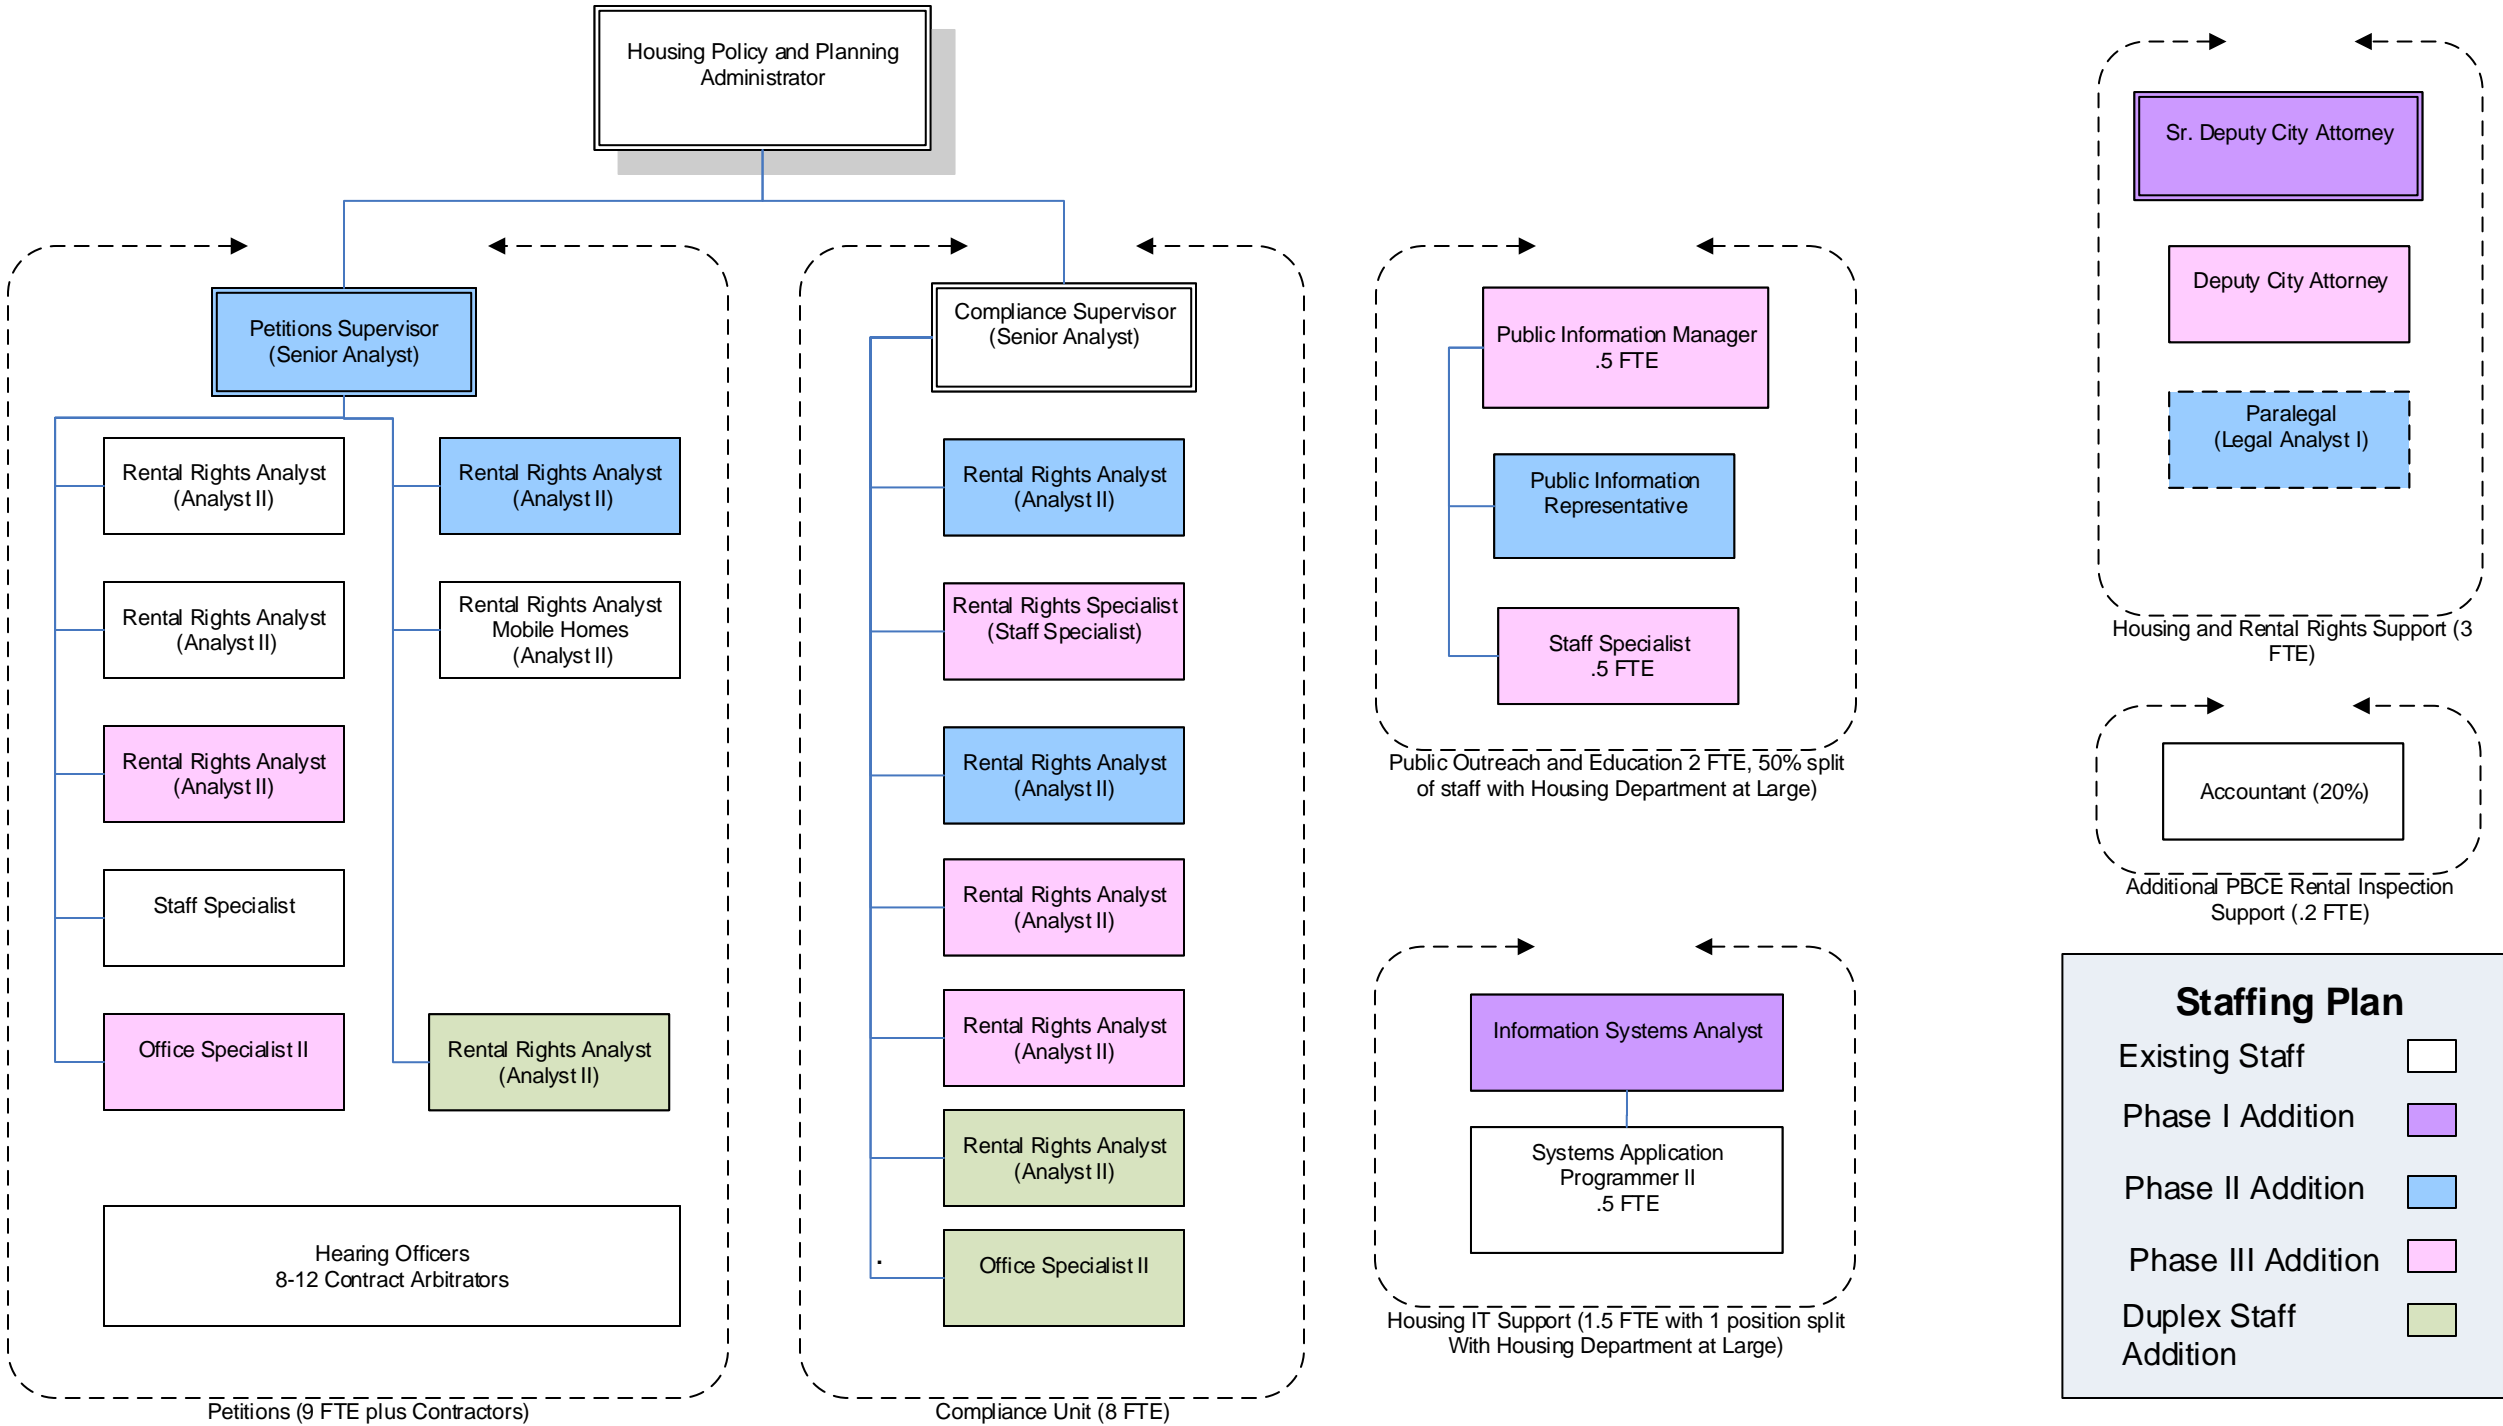 Housing Policy and Planning
Administrator
Petitions Supervisor
(Senior Analyst)
Rental Rights Analyst
(Analyst II)
Rental Rights Analyst
(Analyst II)
Rental Rights Analyst
(Analyst II)
Rental Rights Analyst
Mobile Homes
(Analyst II)
Rental Rights Analyst
(Analyst II)
Staff Specialist
Office Specialist II
Rental Rights Analyst
(Analyst II)
Hearing Officers
8-12 Contract Arbitrators
Petitions (9 FTE plus Contractors)
Compliance Supervisor
(Senior Analyst)
Rental Rights Analyst
(Analyst II)
Rental Rights Specialist
(Staff Specialist)
Rental Rights Analyst
(Analyst II)
Rental Rights Analyst
(Analyst II)
Rental Rights Analyst
(Analyst II)
Rental Rights Analyst
(Analyst II)
.
Office Specialist II
Compliance Unit (8 FTE)
Public Information Manager
.5 FTE
Public Information
Representative
Staff Specialist
.5 FTE
Public Outreach and Education 2 FTE, 50% split
of staff with Housing Department at Large)
Information Systems Analyst
Systems Application
Programmer II
.5 FTE
Housing IT Support (1.5 FTE with 1 position split
With Housing Department at Large)
Sr. Deputy City Attorney
Deputy City Attorney
Paralegal
(Legal Analyst I)
Housing and Rental Rights Support (3
FTE)
Accountant (20%)
Additional PBCE Rental Inspection
Support (.2 FTE)
Staffing Plan
Existing Staff
Phase I Addition
Phase II Addition
Phase III Addition
Duplex Staff
Addition